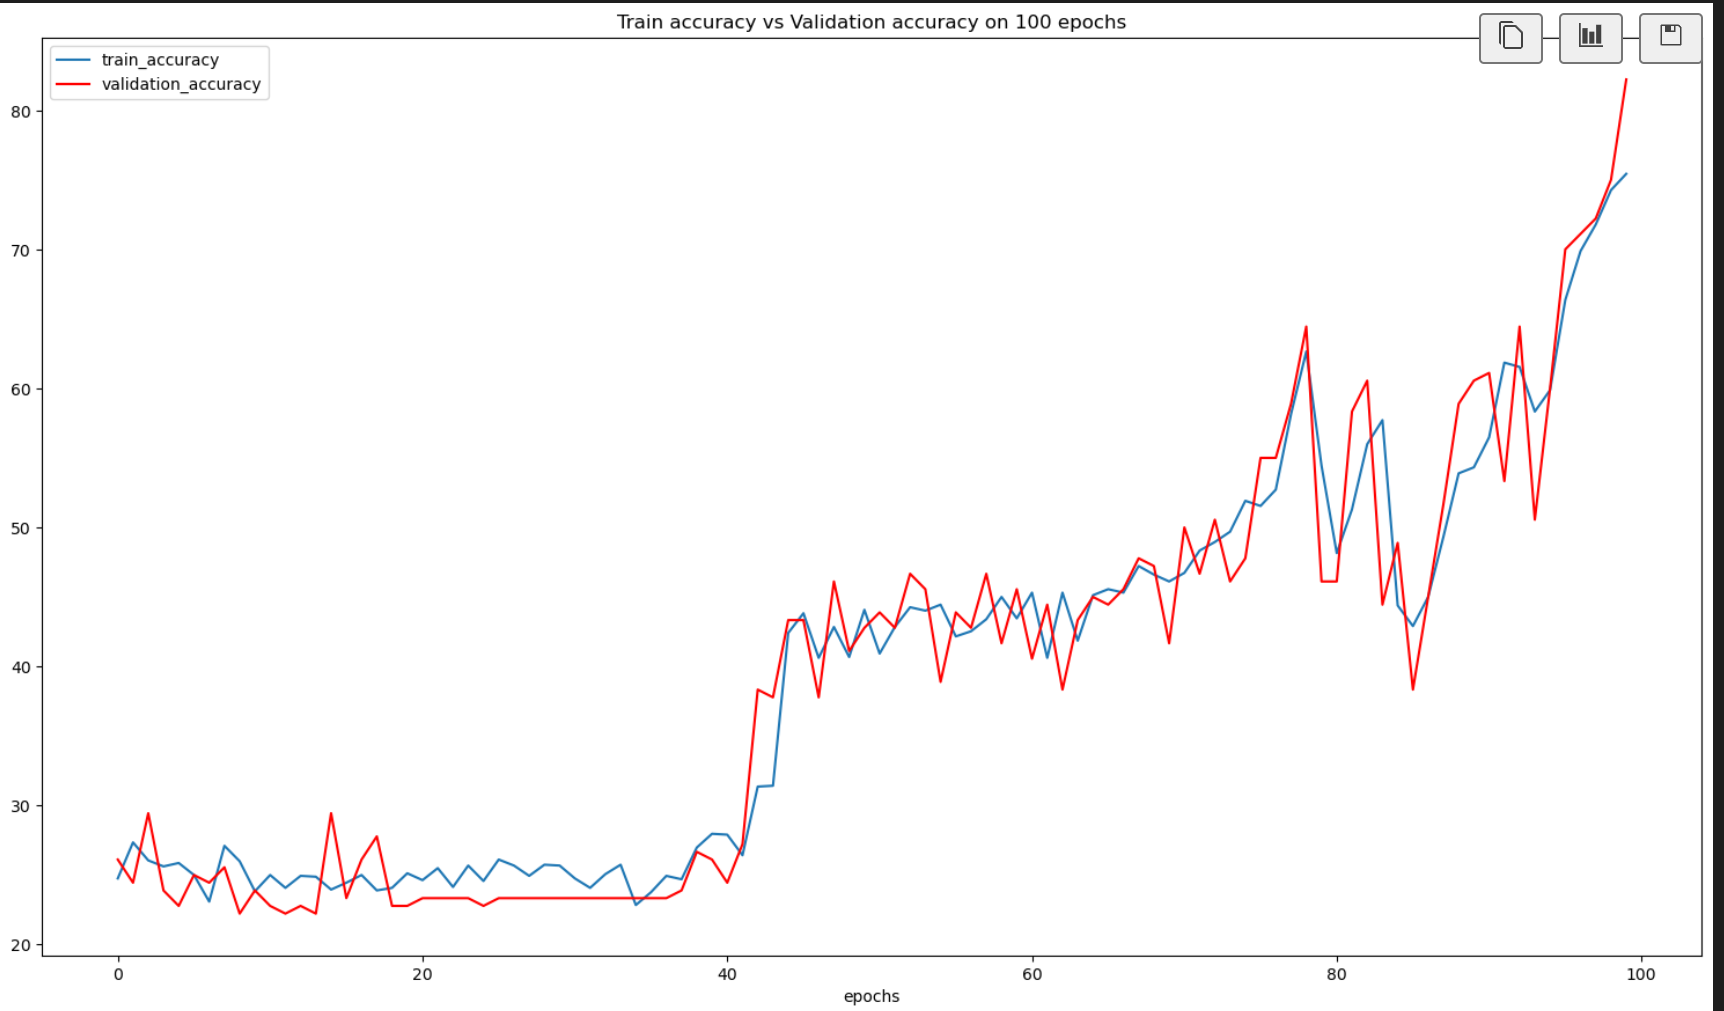 Train accuracy vs Validation accuracy on 100 epochs
train_accuracy
validation_accuracy
80
70
60
50
40
30
20
0 20 40 60 80 100
epochs